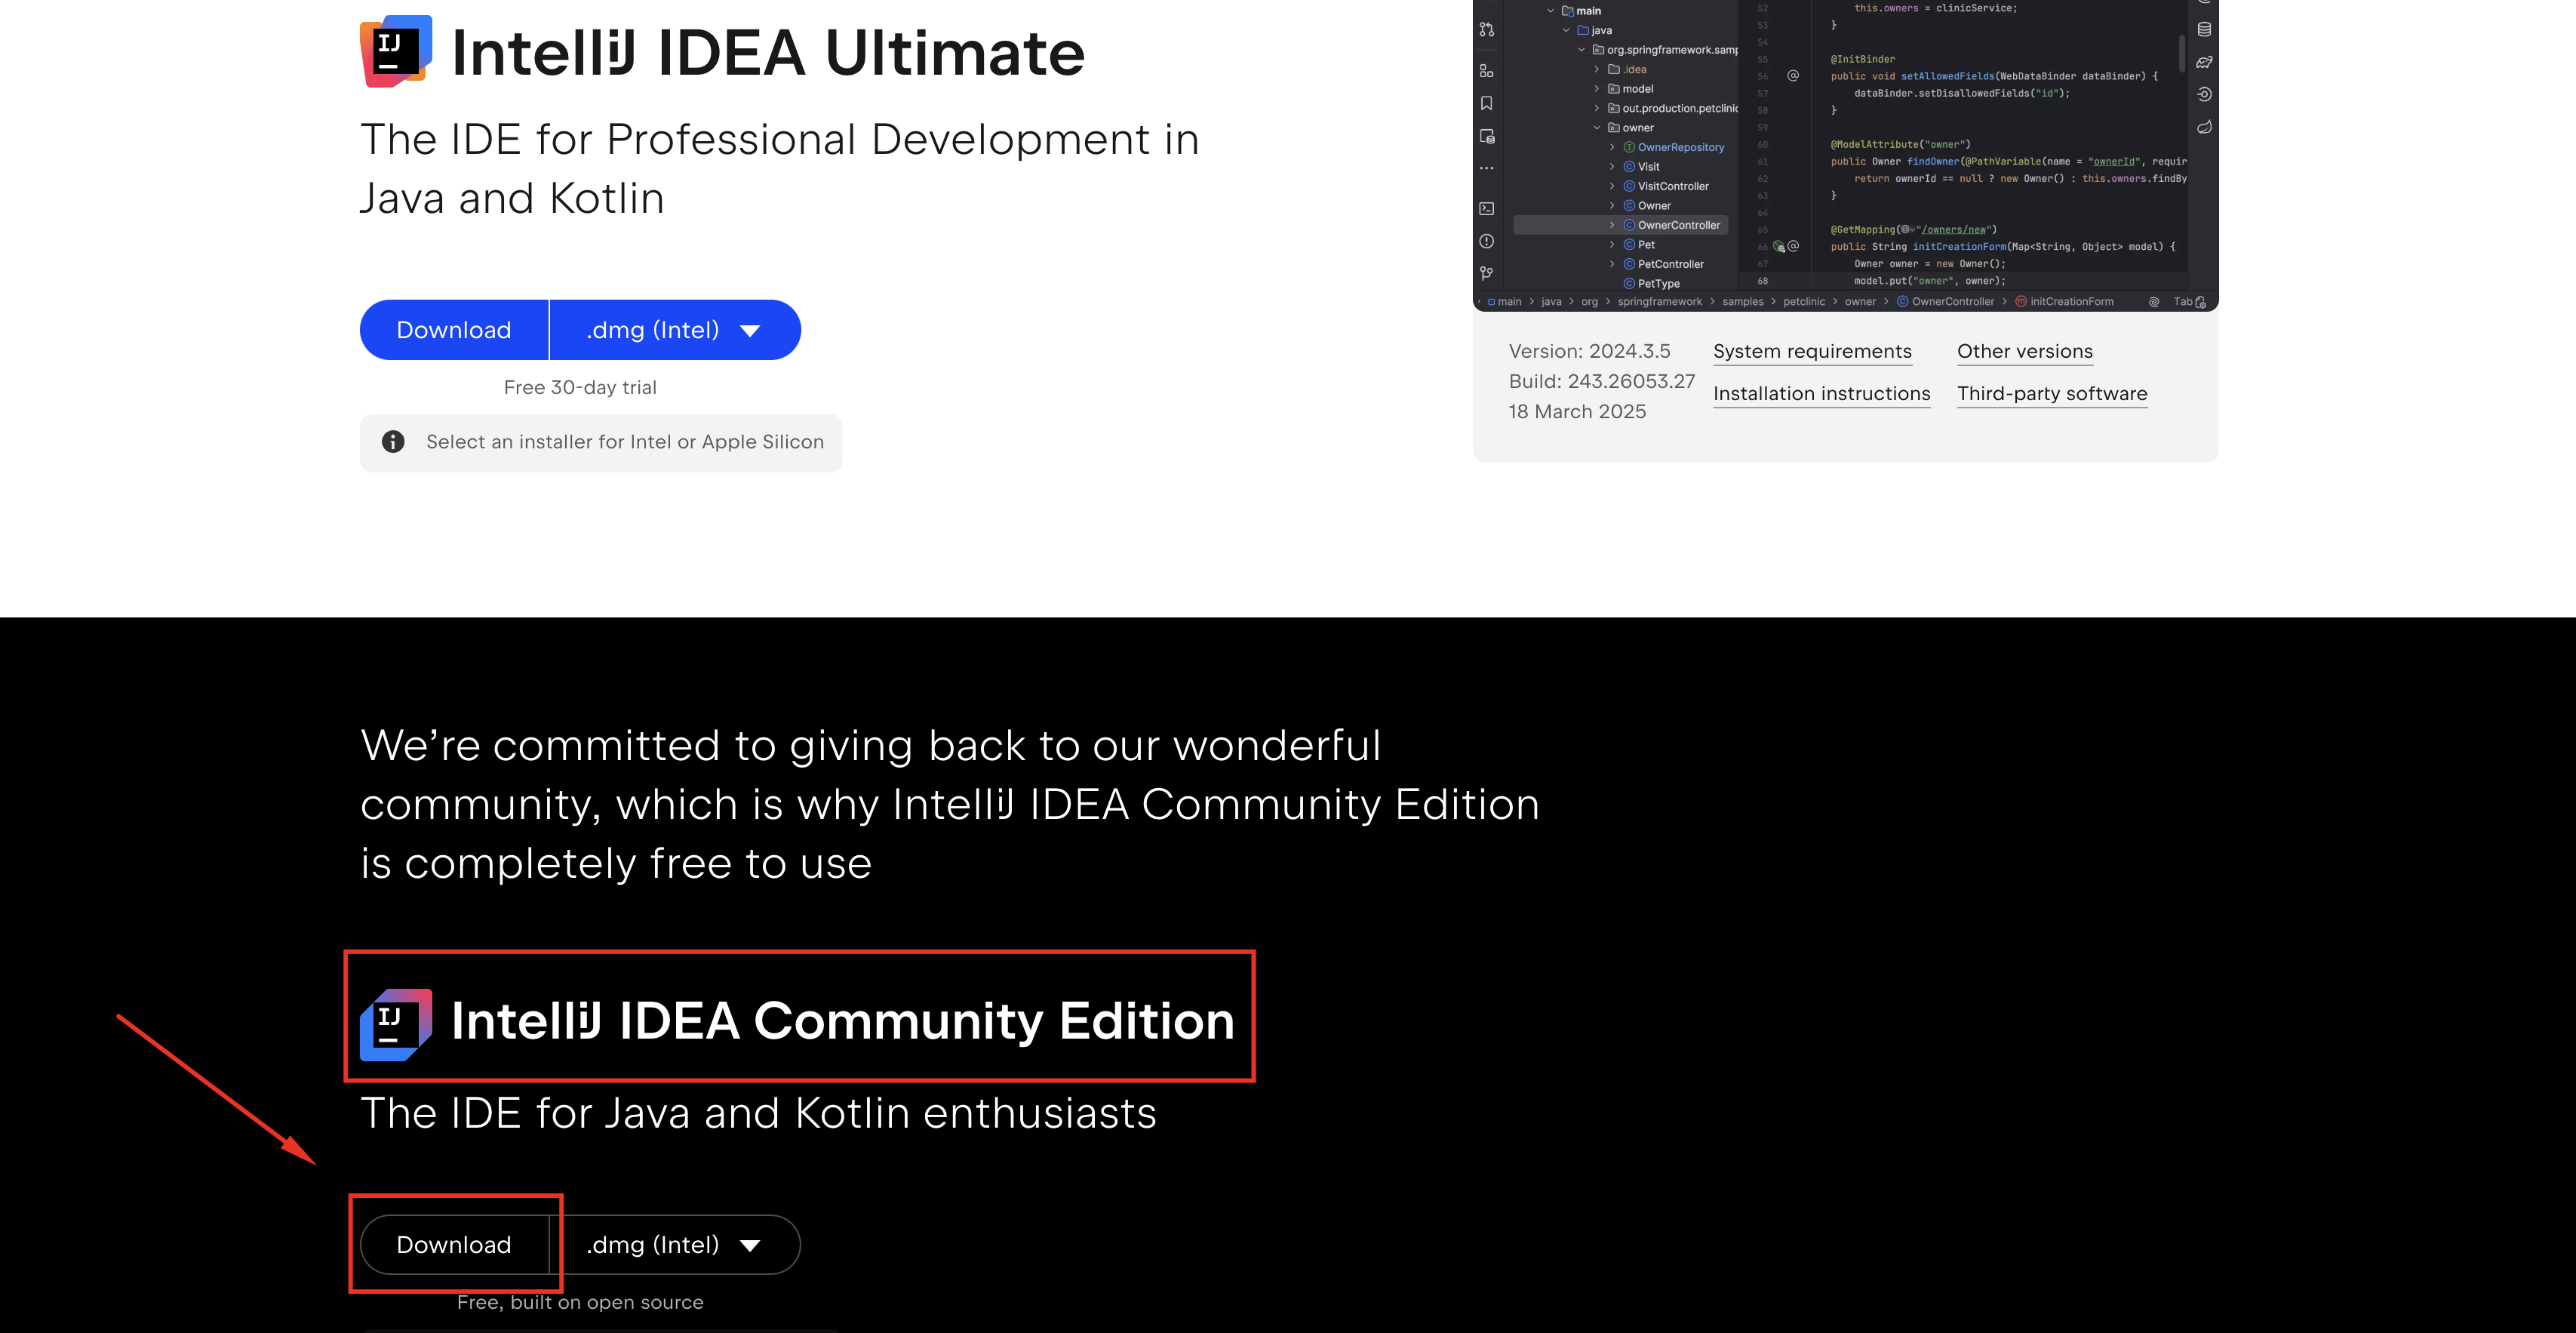 IJ
IntelliJ IDEA Ultimate
The IDE for Professional Development in
Java and Kotlin
Download
.dmg (Intel)
Free 30-day trial
Select an installer for Intel or Apple Silicon
main
java
org.springframework.samp
.idea
model
out.production.petclinic
owner
OwnerRepository
Visit
VisitController
Owner
OwnerController
Pet
PetController
PetType
52 this.owners = clinicService;
53 }
54
55 @InitBinder
56 @ public void setAllowedFields(WebDataBinder dataBinder) {
57 dataBinder.setDisallowedFields("id");
58 }
59
60 @ModelAttribute("owner")
61 public Owner findOwner(@PathVariable(name = "ownerId", requir
62 return ownerId == null ? new Owner() : this.owners.findBy
63 }
64
65 @GetMapping("/owners/new")
66 @ public String initCreationForm(Map<String, Object> model) {
67 Owner owner = new Owner();
68 model.put("owner", owner);
main > java > org > springframework > samples > petclinic > owner > OwnerController > initCreationForm
Tab
Version: 2024.3.5
Build: 243.26053.27
18 March 2025
System requirements
Installation instructions
Other versions
Third-party software
We’re committed to giving back to our wonderful
community, which is why IntelliJ IDEA Community Edition
is completely free to use
IJ
IntelliJ IDEA Community Edition
The IDE for Java and Kotlin enthusiasts
Download
.dmg (Intel)
Free, built on open source